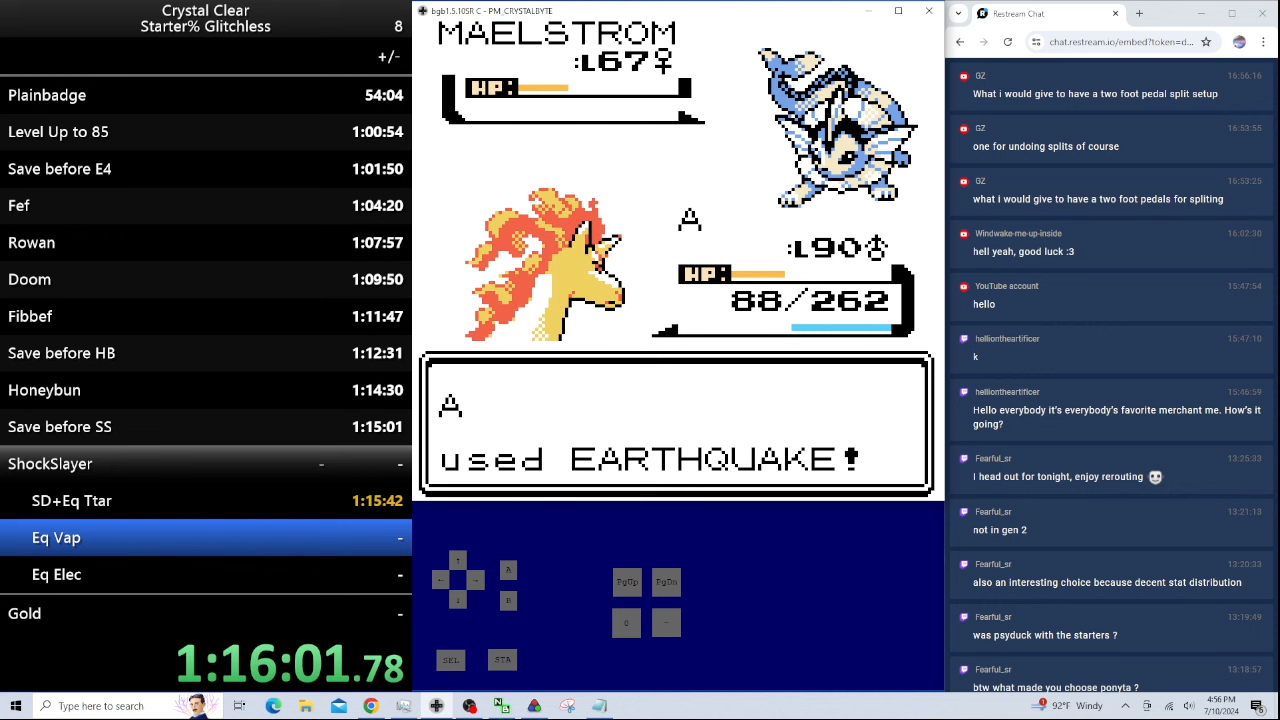 Crystal Clear
Starter% Glitchless 8
+/-
Plainbadge 54:04
Level Up to 85 1:00:54
Save before E4 1:01:50
Fef 1:04:20
Rowan 1:07:57
1:09:50
Fibber 1:11:47
Save before HB 1:12:31
Honeybun 1:14:30
Save before SS 1:15:01
RockSlayer - -
SD+Eq Ttar 1:15:42
Eq Vap -
Eq Elec -
Gold -
1:16:01.78
bgb1.5.10SR C - PM_CRYSTALBYTE
MAELSTROM
:L67♀
HP:
A
:L90♂
HP:
88/262
A
used EARTHQUAKE!
↑
← → A
↓ B
SEL STA
PgUp PgDn
0 -
Restream Chat
chat.restream.io/embed?token=...
GZ 16:56:16
What i would give to have a two foot pedals for spltup
GZ 16:53:55
one for undoing splits of course
GZ 16:53:25
what i would give to have a two foot pedals for spliting
Windwake-me-up-inside 16:02:30
hell yeah, good luck :3
YouTube account 15:47:54
hello
helliontheartificer 15:47:10
k
helliontheartificer 15:46:59
Hello everybody it's everybody's favorite merchant me. How's it
going?
Fearful_sr 13:25:33
I head out for tonight, enjoy rerouting
Fearful_sr 13:21:13
not in gen 2
Fearful_sr 13:20:33
also an interesting choice because decent stat distribution
Fearful_sr 13:19:49
was psyduck with the starters ?
Fearful_sr 13:18:57
btw what made you choose ponyta ?
Type here to search
92°F Windy
4:56 PM
7/10/2024